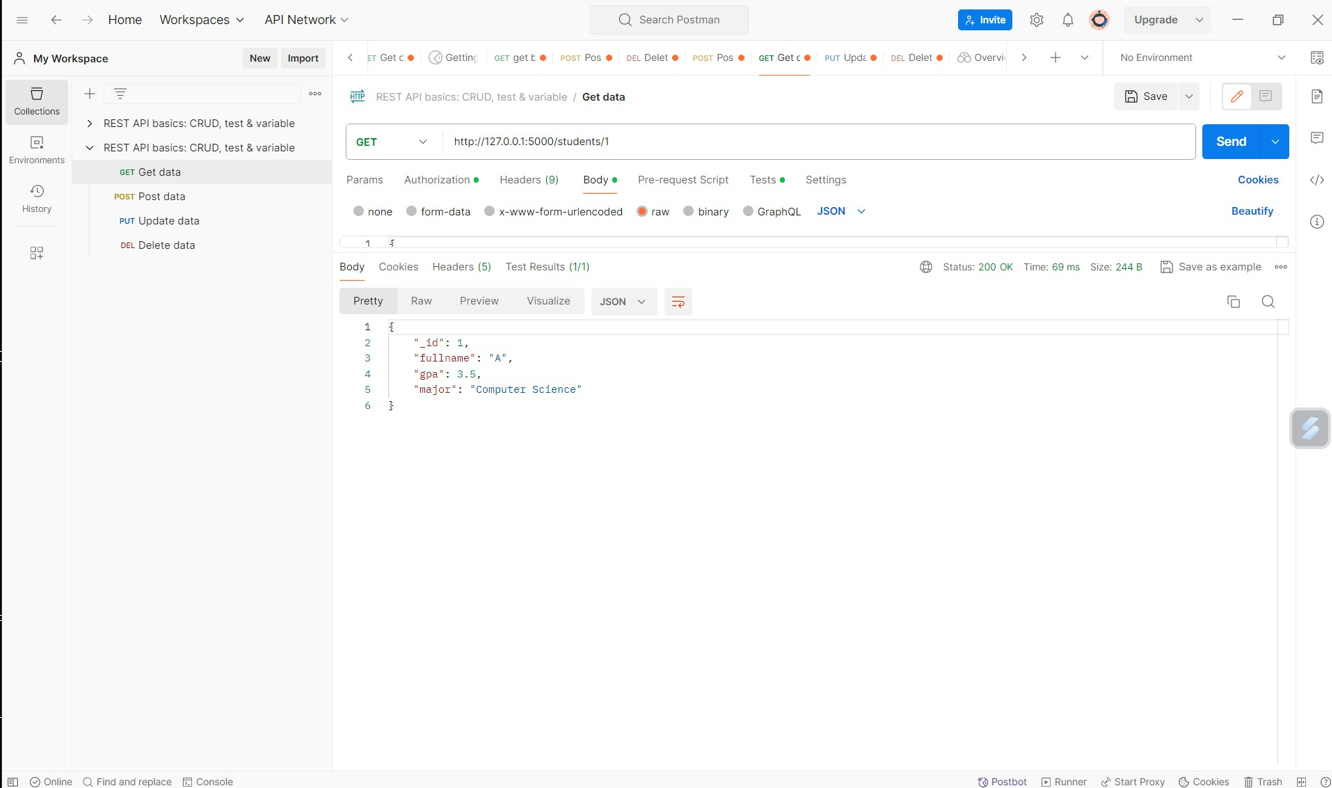 Home Workspaces API Network Search Postman Invite Upgrade
My Workspace New Import GET Get c Getting GET get b POST Pos DEL Delet POST Pos GET Get c PUT Upda DEL Delet Overvi No Environment
Collections
Environments
History
REST API basics: CRUD, test & variable
REST API basics: CRUD, test & variable
GET Get data
POST Post data
PUT Update data
DEL Delete data
HTTP REST API basics: CRUD, test & variable / Get data Save
GET http://127.0.0.1:5000/students/1 Send
Params Authorization Headers (9) Body Pre-request Script Tests Settings Cookies
none form-data x-www-form-urlencoded raw binary GraphQL JSON Beautify
1 {
Body Cookies Headers (5) Test Results (1/1) Status: 200 OK Time: 69 ms Size: 244 B Save as example
Pretty Raw Preview Visualize JSON
1 {
2 "_id": 1,
3 "fullname": "A",
4 "gpa": 3.5,
5 "major": "Computer Science"
6 }
Online Find and replace Console Postbot Runner Start Proxy Cookies Trash